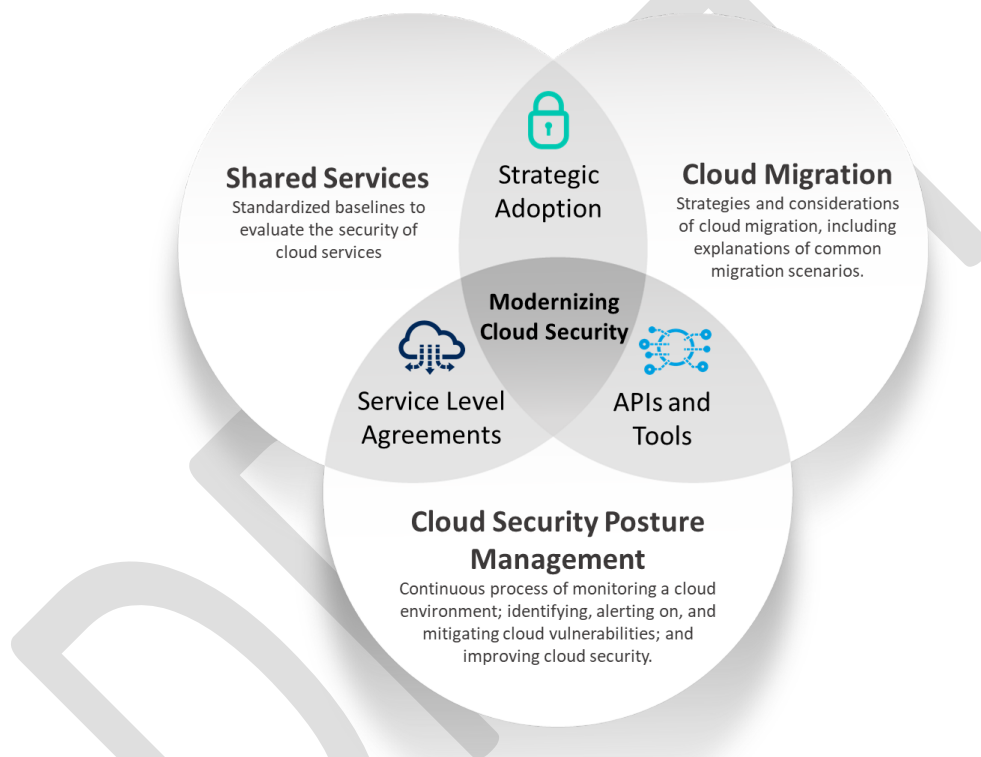 Shared Services
Standardized baselines to
evaluate the security of
cloud services
Strategic
Adoption
Cloud Migration
Strategies and considerations
of cloud migration, including
explanations of common
migration scenarios.
Modernizing
Cloud Security
Service Level
Agreements
APIs and
Tools
Cloud Security Posture
Management
Continuous process of monitoring a cloud
environment; identifying, alerting on, and
mitigating cloud vulnerabilities; and
improving cloud security.